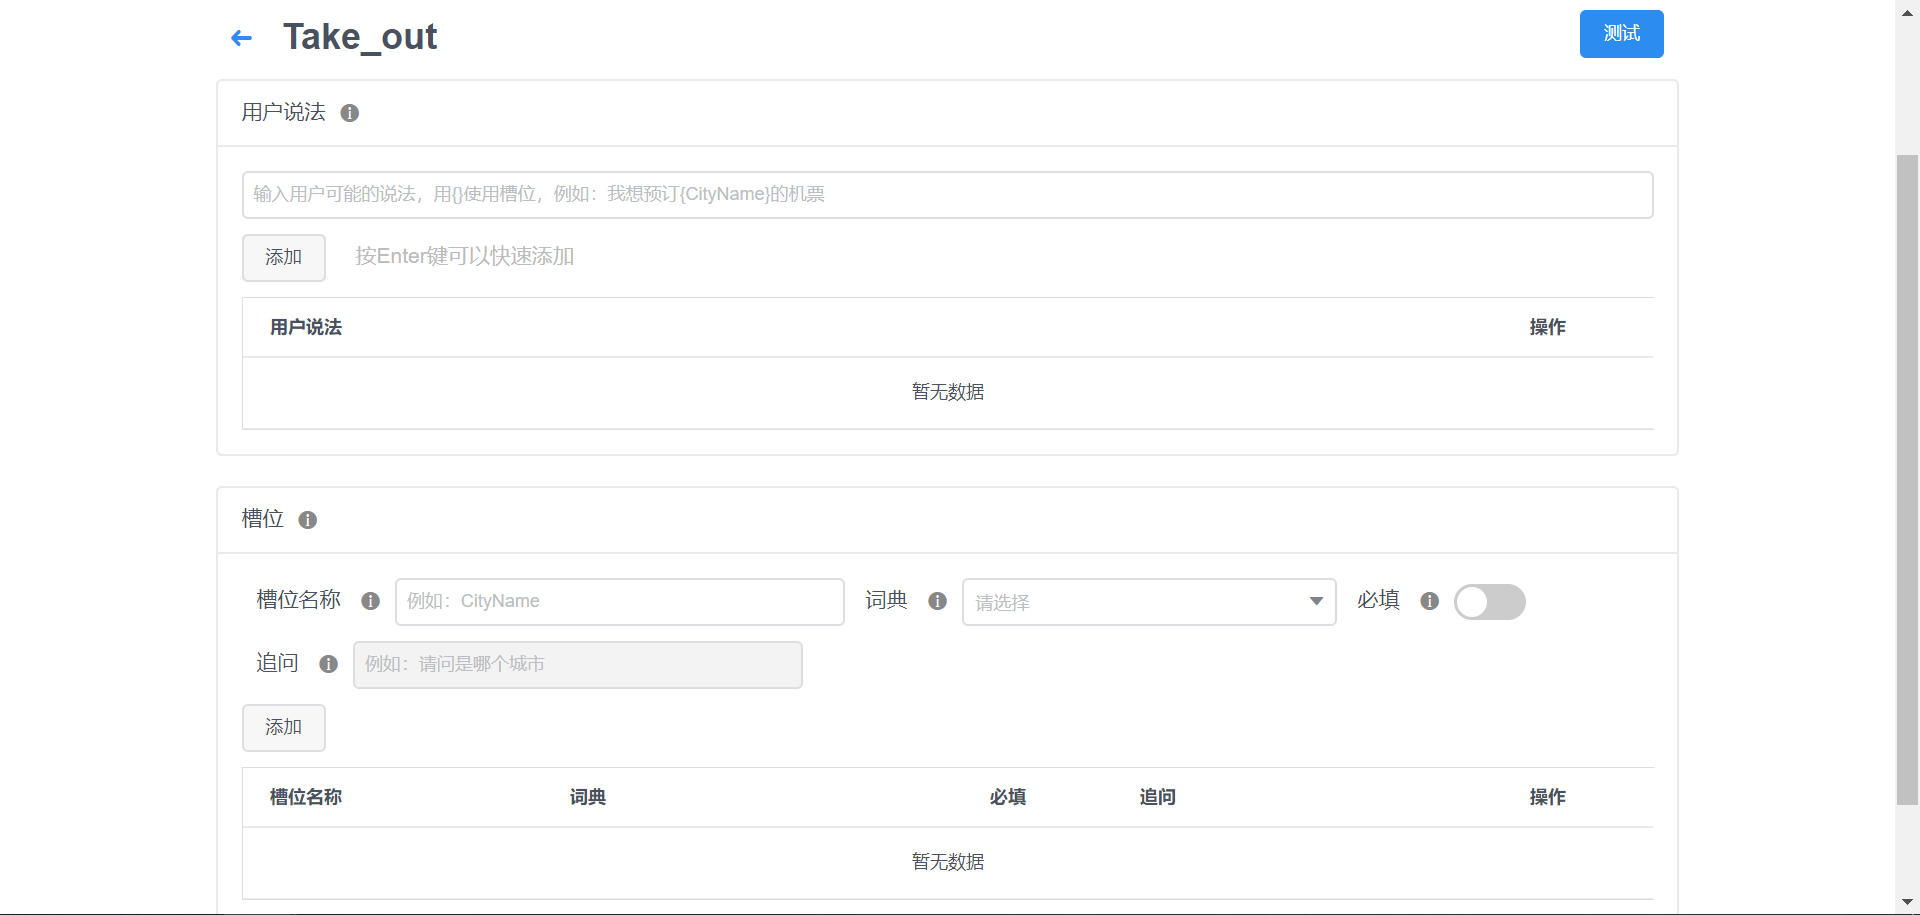 Take_out
测试
用户说法
输入用户可能的说法，用{}使用槽位，例如：我想预订{CityName}的机票
添加 按Enter键可以快速添加
用户说法 操作
暂无数据
槽位
槽位名称 例如：CityName 词典 请选择 必填
追问 例如：请问是哪个城市
添加
槽位名称 词典 必填 追问 操作
暂无数据